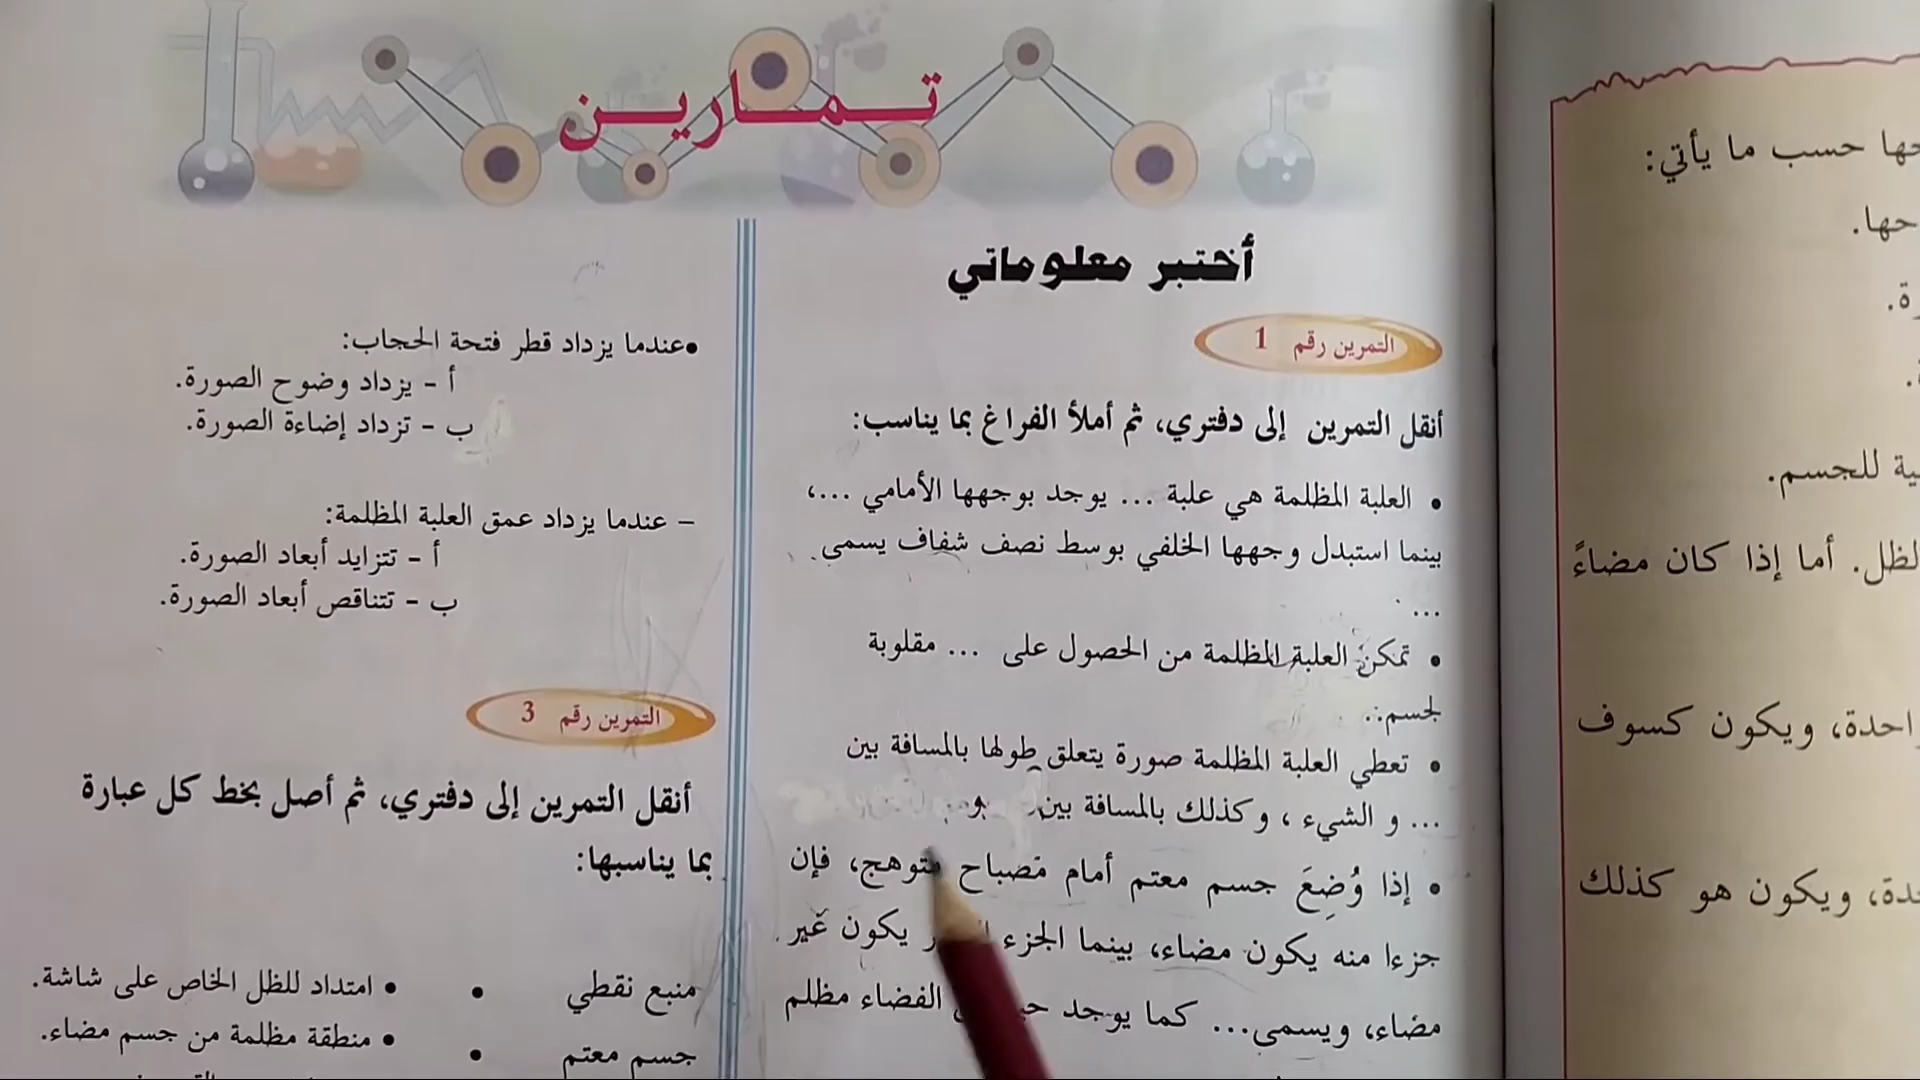 تمارين
أختبر معلوماتي
التمرين رقم 1
أنقل التمرين إلى دفتري، ثم أملأ الفراغ بما يناسب:
• العلبة المظلمة هي علبة ... يوجد بوجهها الأمامي ...،
بينما استبدل وجهها الخلفي بوسط نصف شفاف يسمى
...
• تمكن العلبة المظلمة من الحصول على ... مقلوبة
لجسم.
• تعطي العلبة المظلمة صورة يتعلق طولها بالمسافة بين
... و الشيء ، وكذلك بالمسافة بين و
• إذا وُضِعَ جسم معتم أمام مصباح متوهج، فإن
جزءا منه يكون مضاء، بينما الجزء يكون غير
مضاء، ويسمى... كما يوجد الفضاء مظلم
•عندما يزداد قطر فتحة الحجاب:
أ - يزداد وضوح الصورة.
ب - تزداد إضاءة الصورة.
- عندما يزداد عمق العلبة المظلمة:
أ - تتزايد أبعاد الصورة.
ب - تتناقص أبعاد الصورة.
التمرين رقم 3
أنقل التمرين إلى دفتري، ثم أصل بخط كل عبارة
بما يناسبها:
منبع نقطي • • امتداد للظل الخاص على شاشة.
جسم معتم • • منطقة مظلمة من جسم مضاء.
حسب ما يأتي:
للجسم.
أما إذا كان مضاءً
ويكون كسوف
ويكون هو كذلك